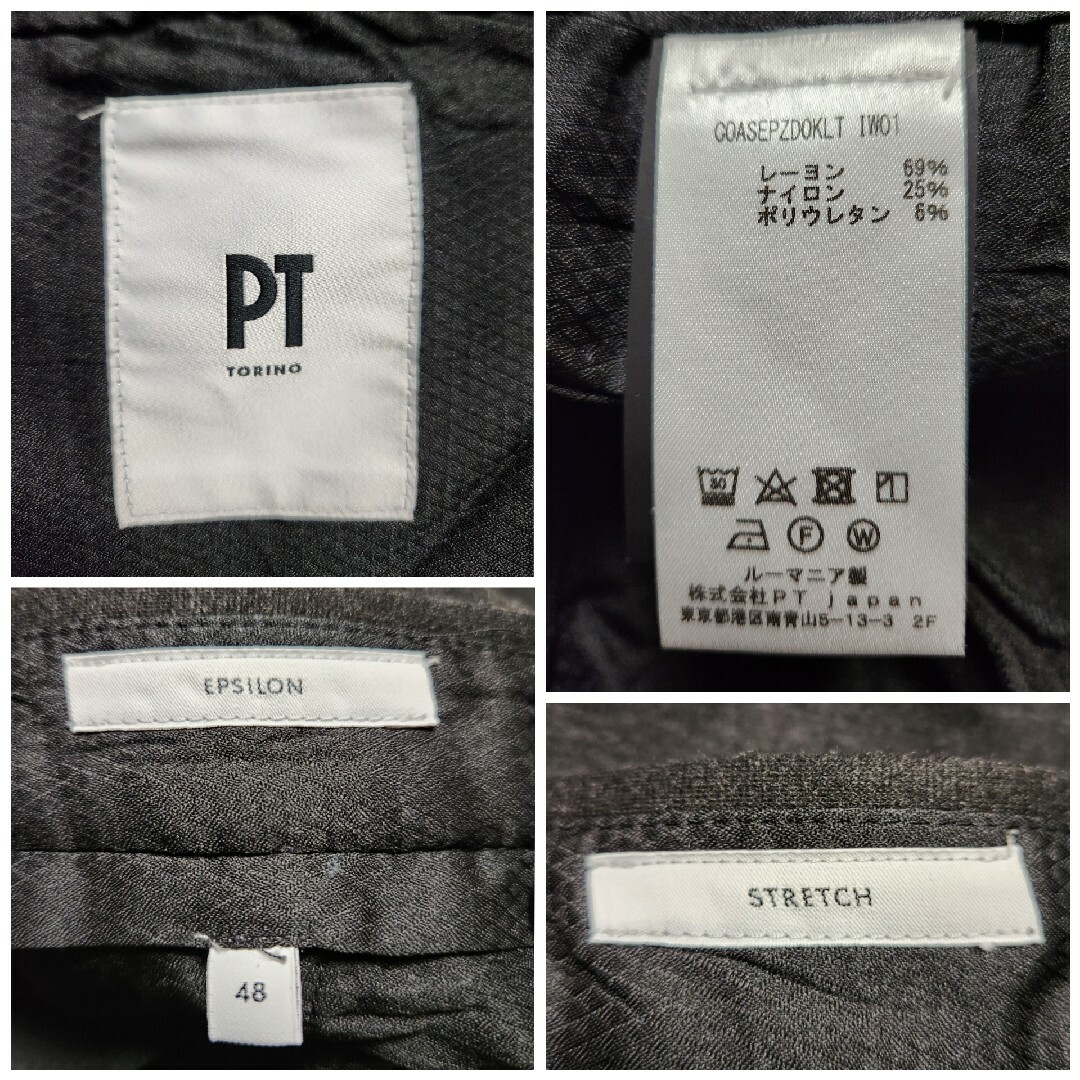 PT
TORINO
COASEPZDOKLT IW01
レーヨン 69%
ナイロン 25%
ポリウレタン 6%
30
F
W
ルーマニア製
株式会社PT japan
東京都港区南青山5-13-3 2F
EPSILON
48
STRETCH